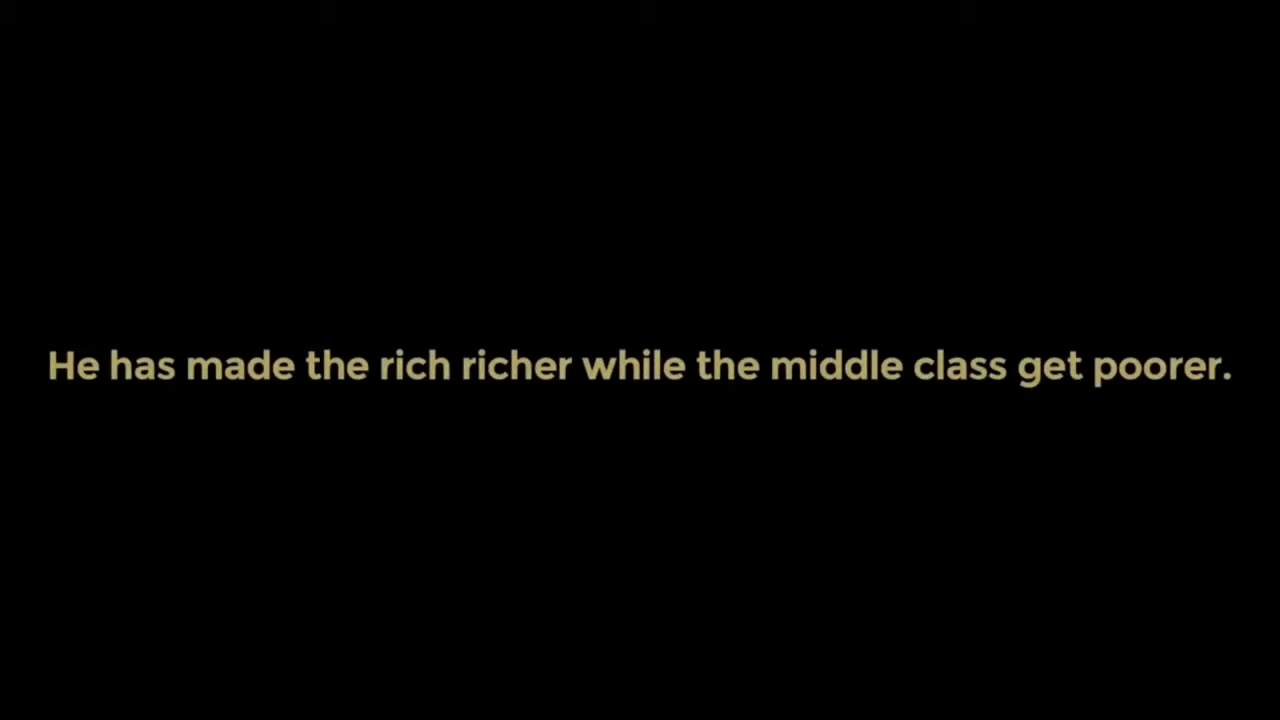 He has made the rich richer while the middle class get poorer.